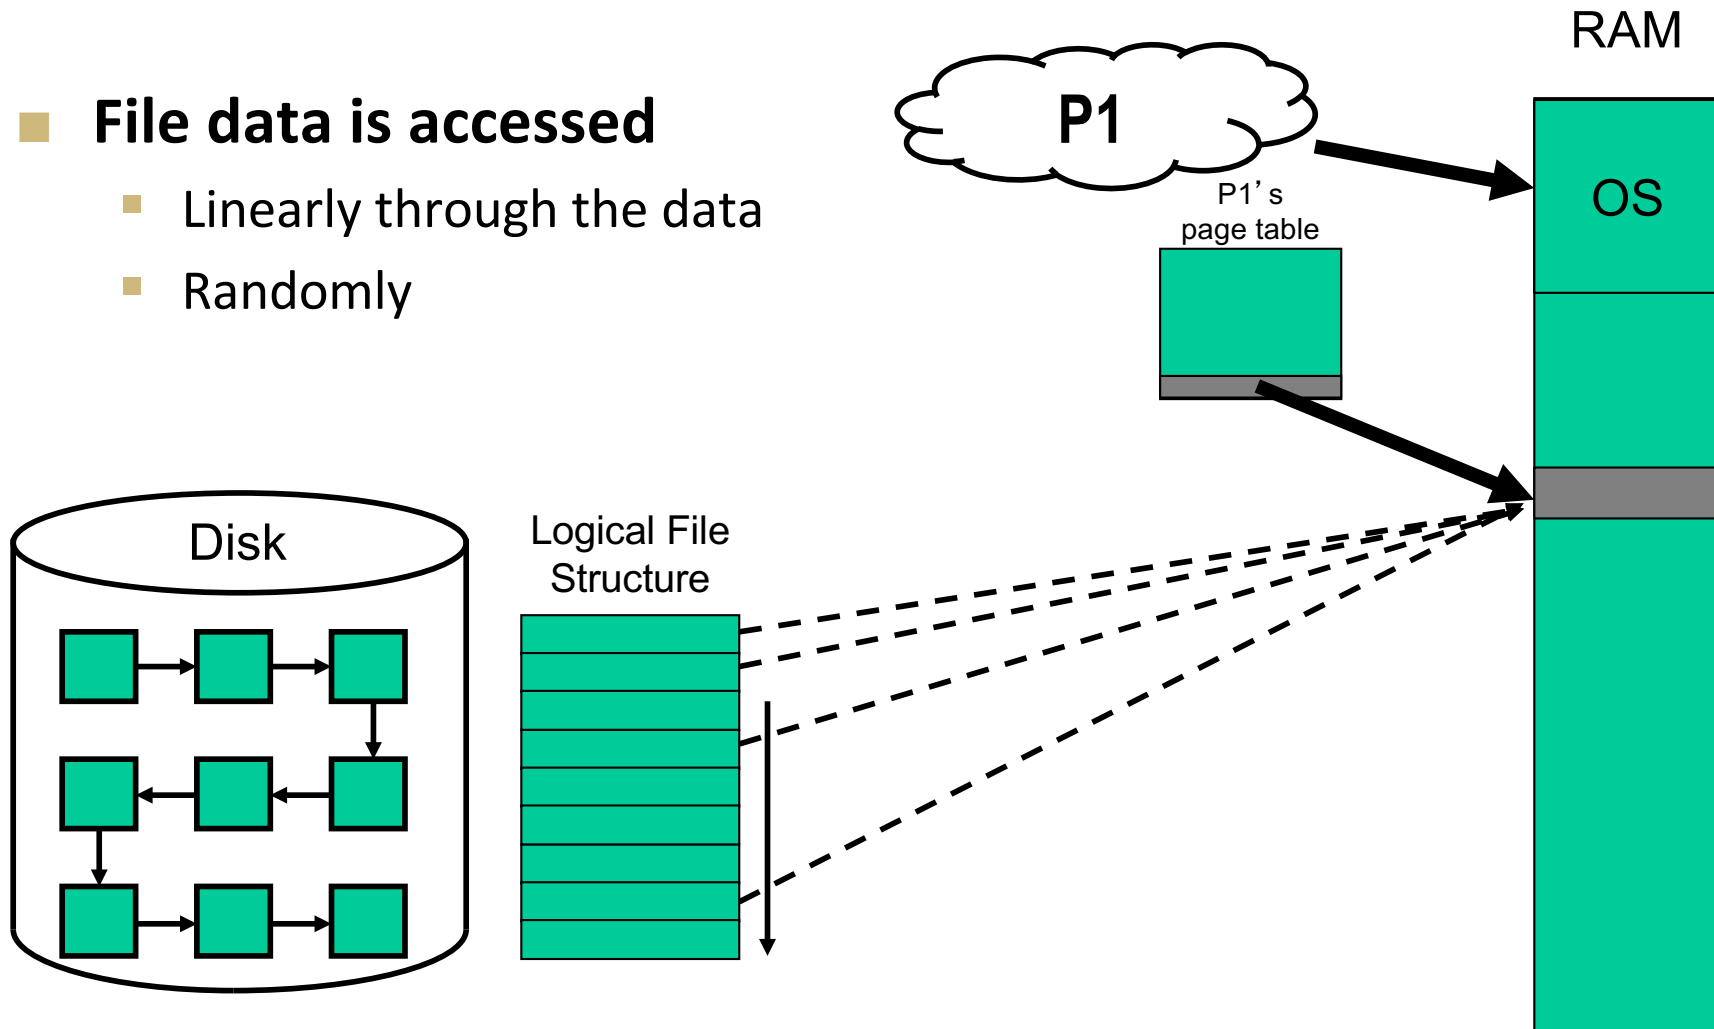 File data is accessed
Linearly through the data
Randomly
RAM
P1
OS
P1's
page table
Disk
Logical File
Structure